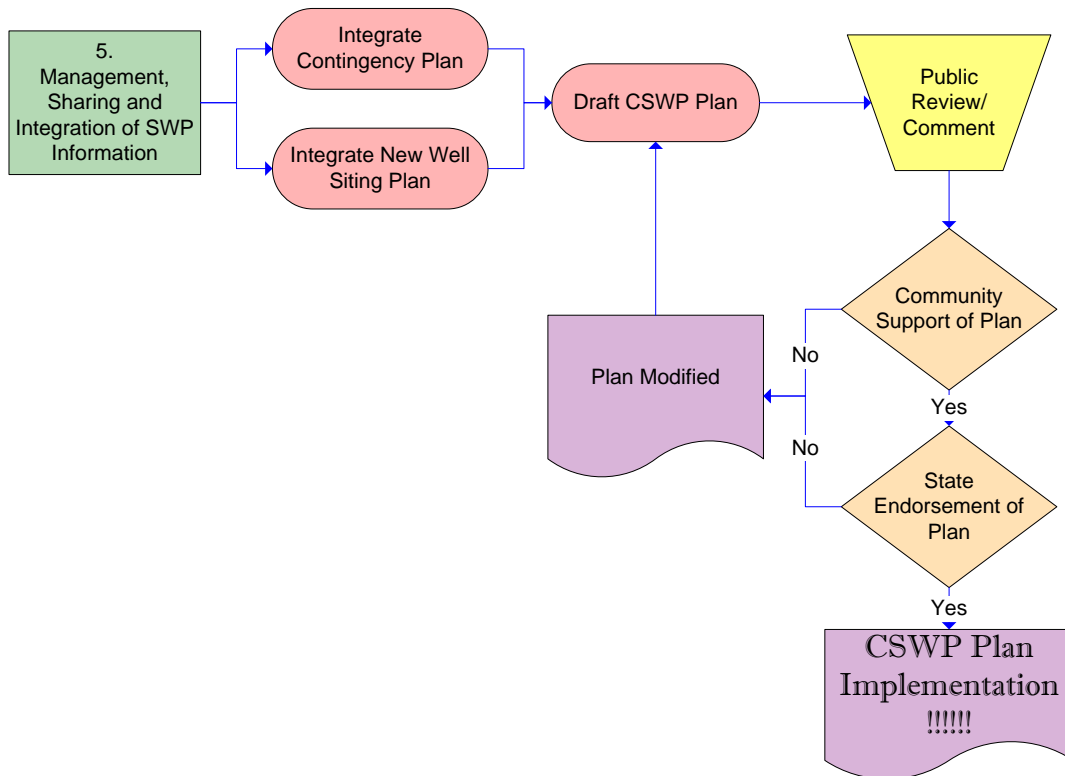 5.
Management,
Sharing and
Integration of SWP
Information
Integrate
Contingency Plan
Integrate New Well
Siting Plan
Draft CSWP Plan
Public
Review/
Comment
Community
Support of Plan
No
Yes
Plan Modified
No
State
Endorsement of
Plan
Yes
CSWP Plan
Implementation
!!!!!!